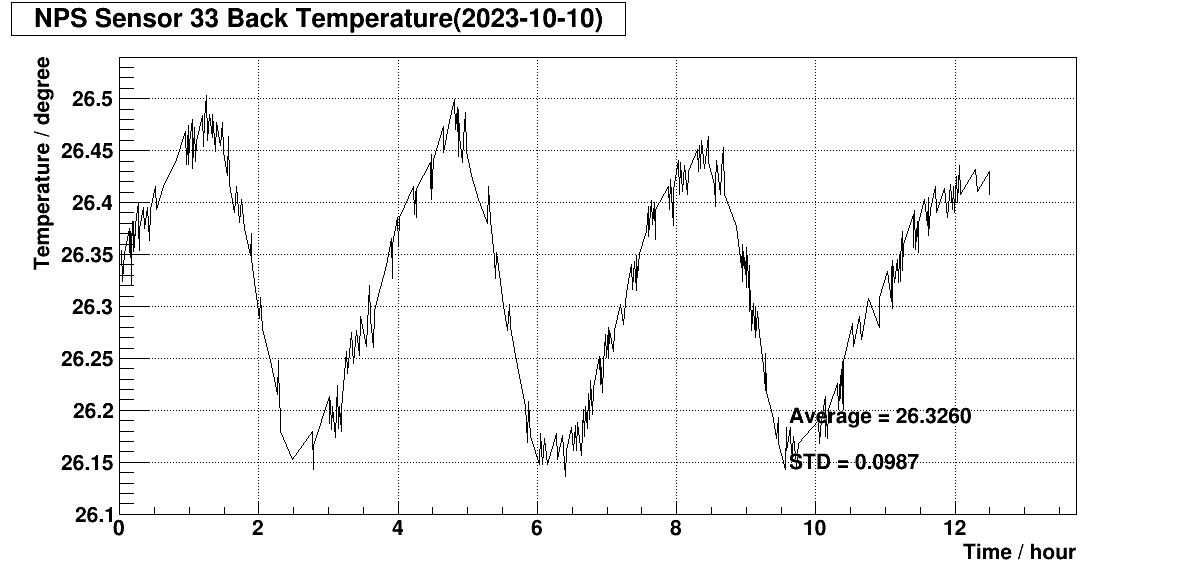 NPS Sensor 33 Back Temperature(2023-10-10)
Temperature / degree
26.5
26.45
26.4
26.35
26.3
26.25
26.2
26.15
26.1
Average = 26.3260
STD = 0.0987
0 2 4 6 8 10 12
Time / hour